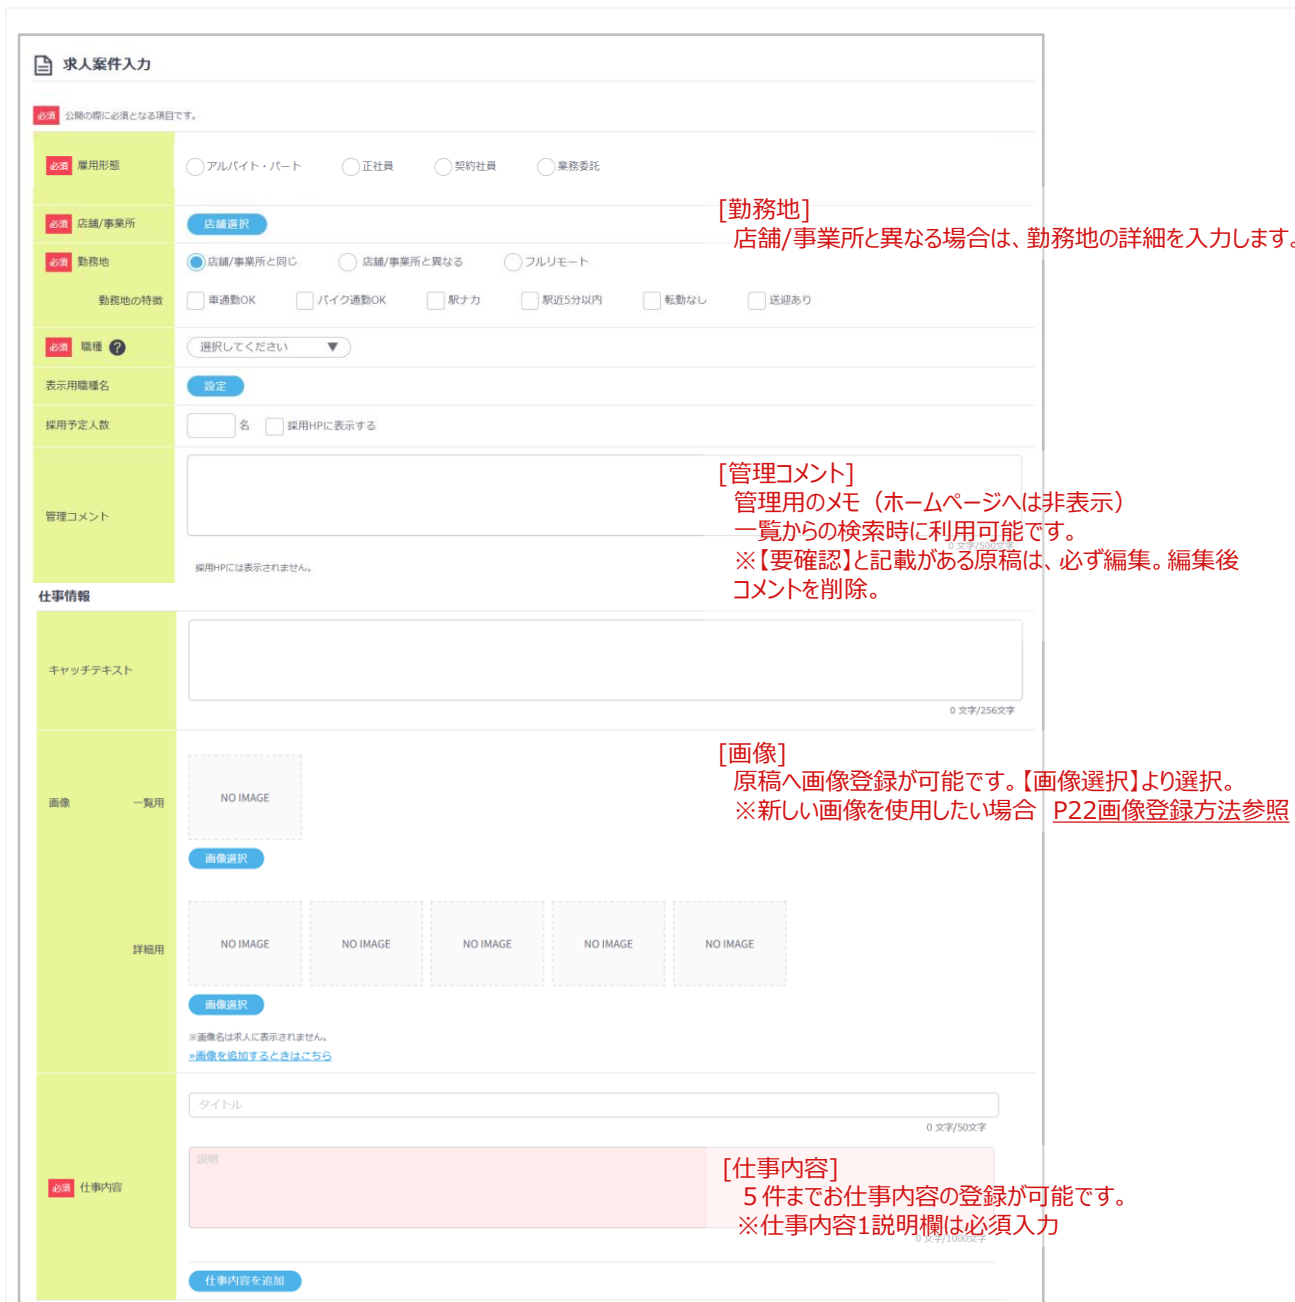 求人案件入力
必須 公開の際に必須となる項目です。
必須 雇用形態 アルバイト・パート 正社員 契約社員 業務委託
必須 店舗/事業所 店舗選択
[勤務地]
店舗/事業所と異なる場合は、勤務地の詳細を入力します。
必須 勤務地 店舗/事業所と同じ 店舗/事業所と異なる フルリモート
勤務地の特徴 車通勤OK バイク通勤OK 駅ナカ 駅近5分以内 転勤なし 送迎あり
必須 職種 ? 選択してください ▼
表示用職種名 設定
採用予定人数 名 採用HPに表示する
管理コメント
[管理コメント]
管理用のメモ（ホームページへは非表示）
一覧からの検索時に利用可能です。
0 文字/500文字
※【要確認】と記載がある原稿は、必ず編集。編集後
コメントを削除。
採用HPには表示されません。
仕事情報
キャッチテキスト
0 文字/256文字
[画像]
原稿へ画像登録が可能です。【画像選択】より選択。
※新しい画像を使用したい場合 P22画像登録方法参照
画像 一覧用 NO IMAGE
画像選択
詳細用 NO IMAGE NO IMAGE NO IMAGE NO IMAGE NO IMAGE
画像選択
※画像名は求人に表示されません。
»画像を追加するときはこちら
タイトル
0 文字/50文字
必須 仕事内容
説明
[仕事内容]
５件までお仕事内容の登録が可能です。
※仕事内容1説明欄は必須入力
0 文字/1000文字
仕事内容を追加